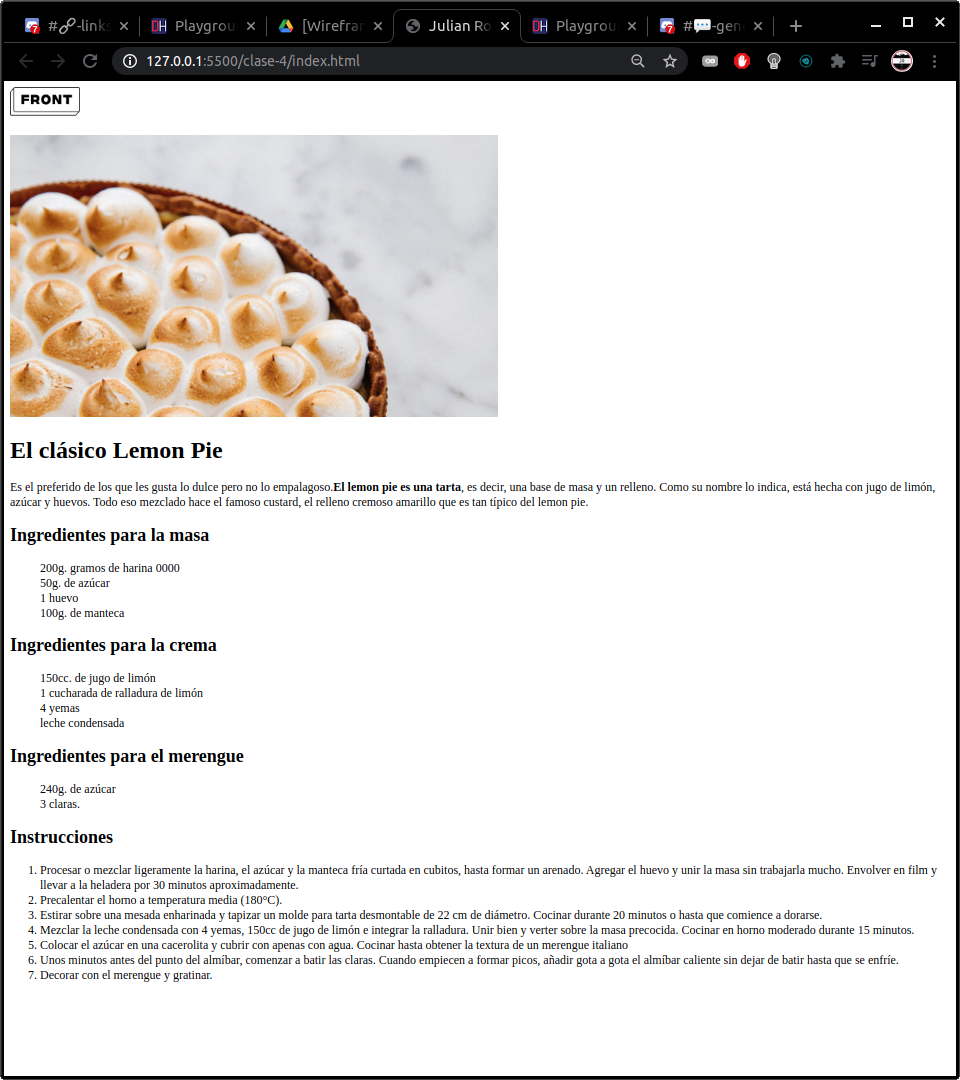 #🔗-links
Playgrou
[Wirefra
Julian Ro
Playgrou
#💬-gen
127.0.0.1:5500/clase-4/index.html
FRONT
El clásico Lemon Pie
Es el preferido de los que les gusta lo dulce pero no lo empalagoso.El lemon pie es una tarta, es decir, una base de masa y un relleno. Como su nombre lo indica, está hecha con jugo de limón,
azúcar y huevos. Todo eso mezclado hace el famoso custard, el relleno cremoso amarillo que es tan típico del lemon pie.
Ingredientes para la masa
200g. gramos de harina 0000
50g. de azúcar
1 huevo
100g. de manteca
Ingredientes para la crema
150cc. de jugo de limón
1 cucharada de ralladura de limón
4 yemas
leche condensada
Ingredientes para el merengue
240g. de azúcar
3 claras.
Instrucciones
1. Procesar o mezclar ligeramente la harina, el azúcar y la manteca fría curtada en cubitos, hasta formar un arenado. Agregar el huevo y unir la masa sin trabajarla mucho. Envolver en film y
llevar a la heladera por 30 minutos aproximadamente.
2. Precalentar el horno a temperatura media (180°C).
3. Estirar sobre una mesada enharinada y tapizar un molde para tarta desmontable de 22 cm de diámetro. Cocinar durante 20 minutos o hasta que comience a dorarse.
4. Mezclar la leche condensada con 4 yemas, 150cc de jugo de limón e integrar la ralladura. Unir bien y verter sobre la masa precocida. Cocinar en horno moderado durante 15 minutos.
5. Colocar el azúcar en una cacerolita y cubrir con apenas con agua. Cocinar hasta obtener la textura de un merengue italiano
6. Unos minutos antes del punto del almíbar, comenzar a batir las claras. Cuando empiecen a formar picos, añadir gota a gota el almíbar caliente sin dejar de batir hasta que se enfríe.
7. Decorar con el merengue y gratinar.